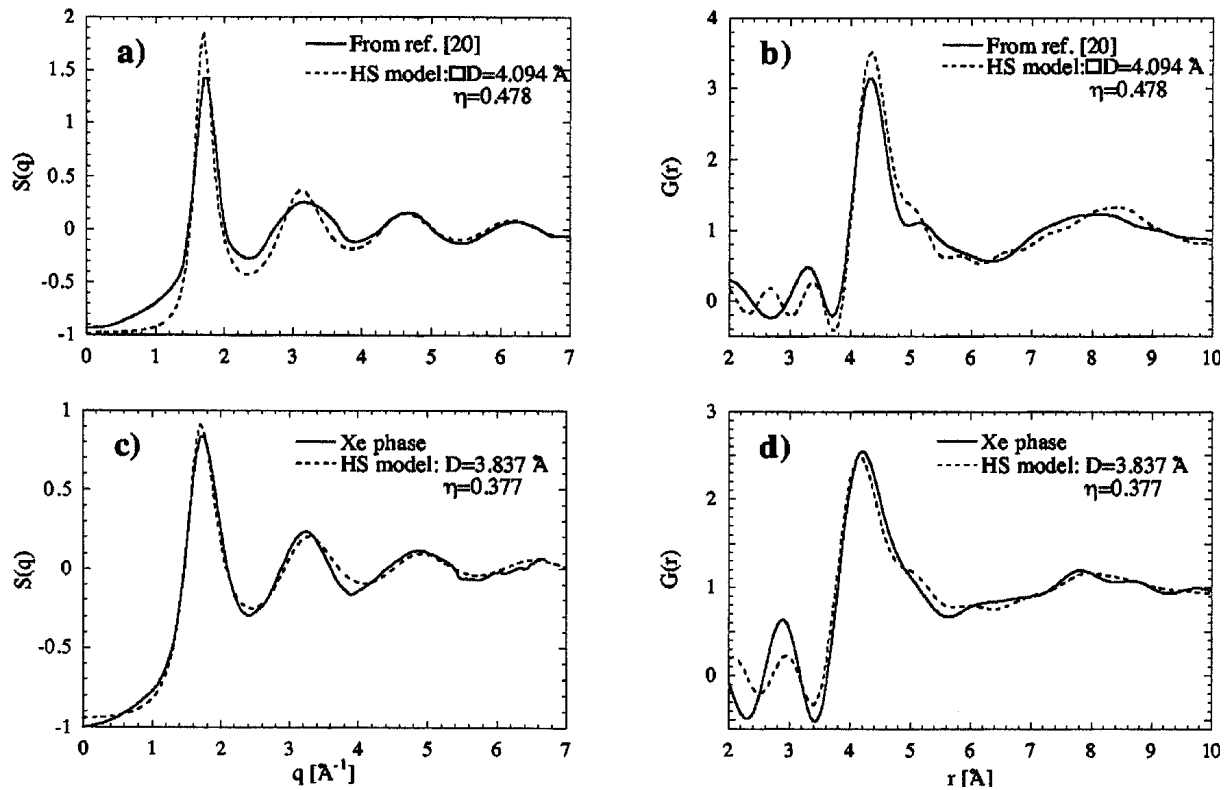 a)
From ref. [20]
HS model:□D=4.094 Å
η=0.478
S(q)
2
1.5
1
0.5
0
-0.5
-1
0 1 2 3 4 5 6 7
b)
From ref. [20]
HS model:□D=4.094 Å
η=0.478
G(r)
4
3
2
1
0
2 3 4 5 6 7 8 9 10
c)
Xe phase
HS model: D=3.837 Å
η=0.377
S(q)
1
0.5
0
-0.5
-1
0 1 2 3 4 5 6 7
q [Å⁻¹]
d)
Xe phase
HS model: D=3.837 Å
η=0.377
G(r)
3
2
1
0
2 3 4 5 6 7 8 9 10
r [Å]